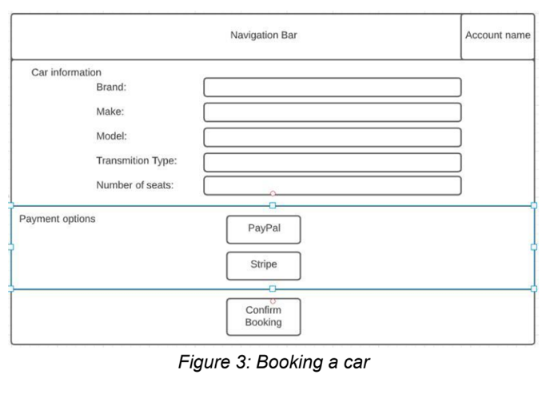 Navigation Bar
Account name
Car information
Brand:
Make:
Model:
Transmition Type:
Number of seats:
Payment options
PayPal
Stripe
Confirm
Booking
Figure 3: Booking a car